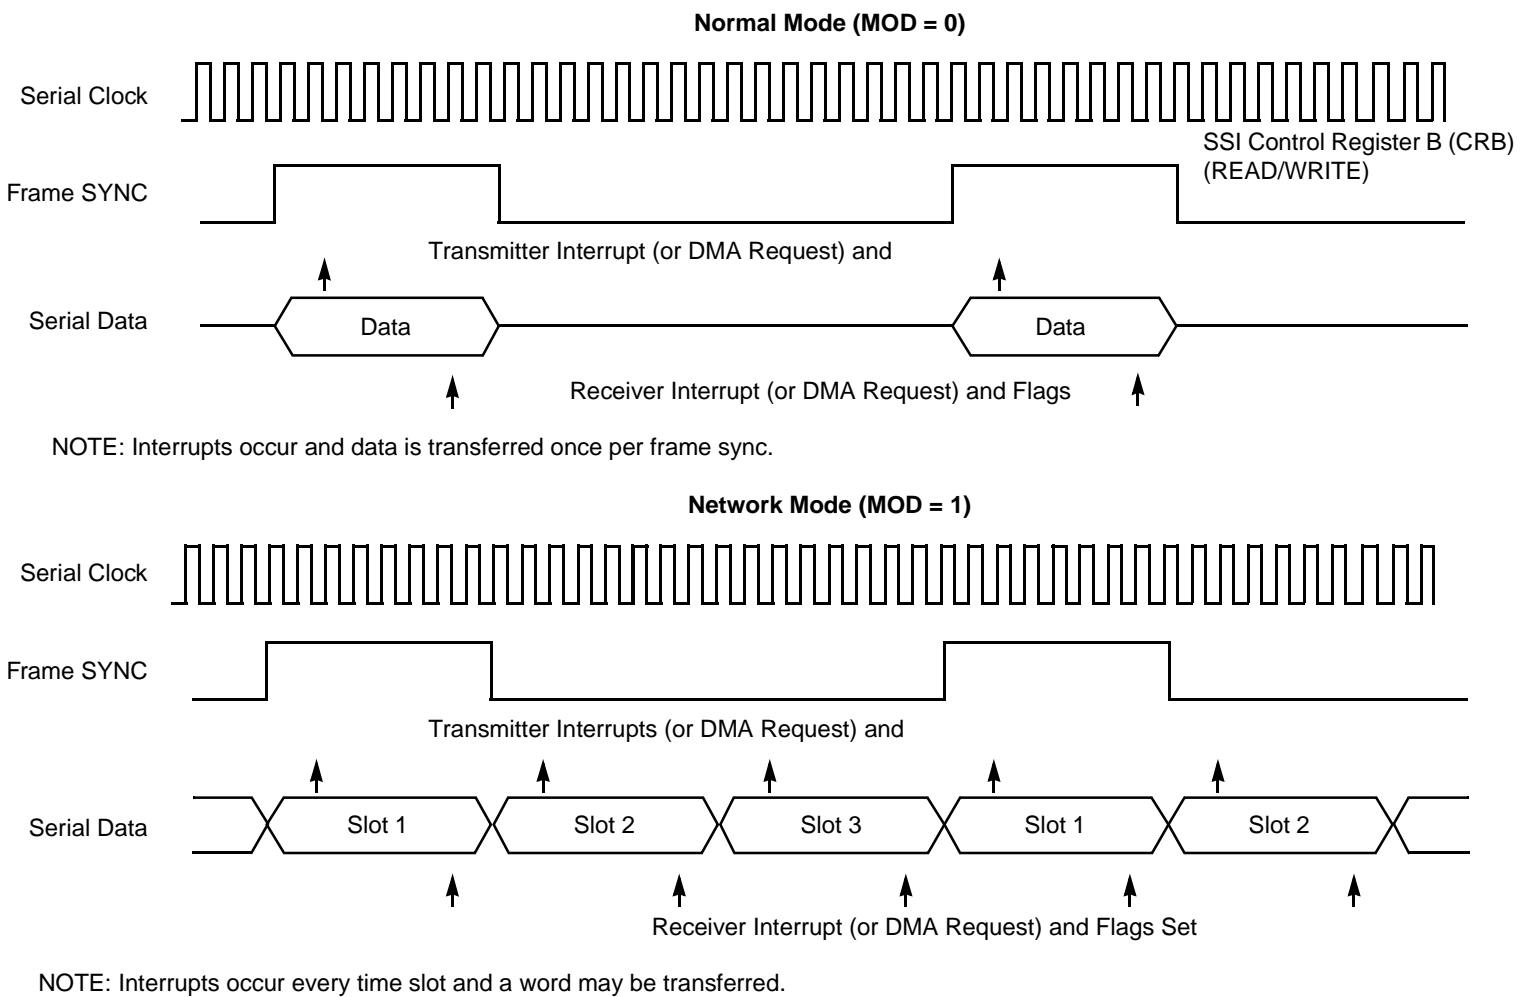 Normal Mode (MOD = 0)
Serial Clock
SSI Control Register B (CRB)
(READ/WRITE)
Frame SYNC
Transmitter Interrupt (or DMA Request) and
Serial Data
Data
Data
Receiver Interrupt (or DMA Request) and Flags
NOTE: Interrupts occur and data is transferred once per frame sync.
Network Mode (MOD = 1)
Serial Clock
Frame SYNC
Transmitter Interrupts (or DMA Request) and
Serial Data
Slot 1
Slot 2
Slot 3
Slot 1
Slot 2
Receiver Interrupt (or DMA Request) and Flags Set
NOTE: Interrupts occur every time slot and a word may be transferred.